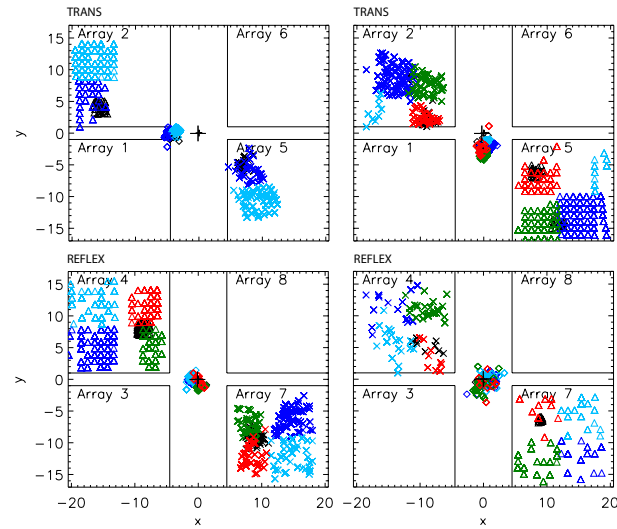 TRANS TRANS
15 Array 2 Array 6 Array 2 Array 6
10
5
y 0
Array 1 Array 5 Array 1 Array 5
−5
−10
−15
REFLEX REFLEX
15 Array 4 Array 8 Array 4 Array 8
10
5
y 0
Array 3 Array 7 Array 3 Array 7
−5
−10
−15
−20 −10 0 10 20 −10 0 10 20
x x